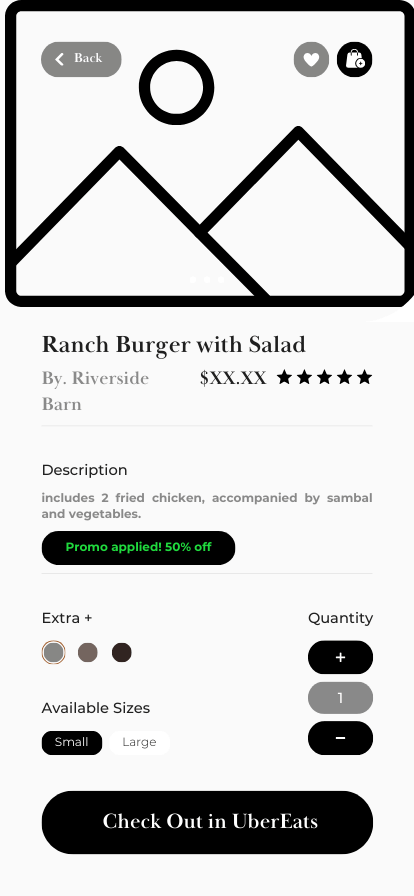 Back
Ranch Burger with Salad
By. Riverside $XX.XX
Barn
Description
includes 2 fried chicken, accompanied by sambal
and vegetables.
Promo applied! 50% off
Extra + Quantity
+
1
Available Sizes
Small Large
−
Check Out in UberEats